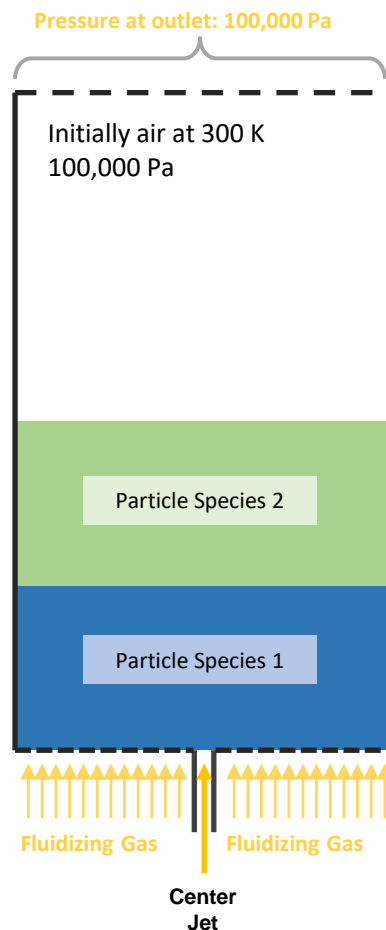 Pressure at outlet: 100,000 Pa
Initially air at 300 K
100,000 Pa
Particle Species 2
Particle Species 1
Fluidizing Gas
Fluidizing Gas
Center
Jet